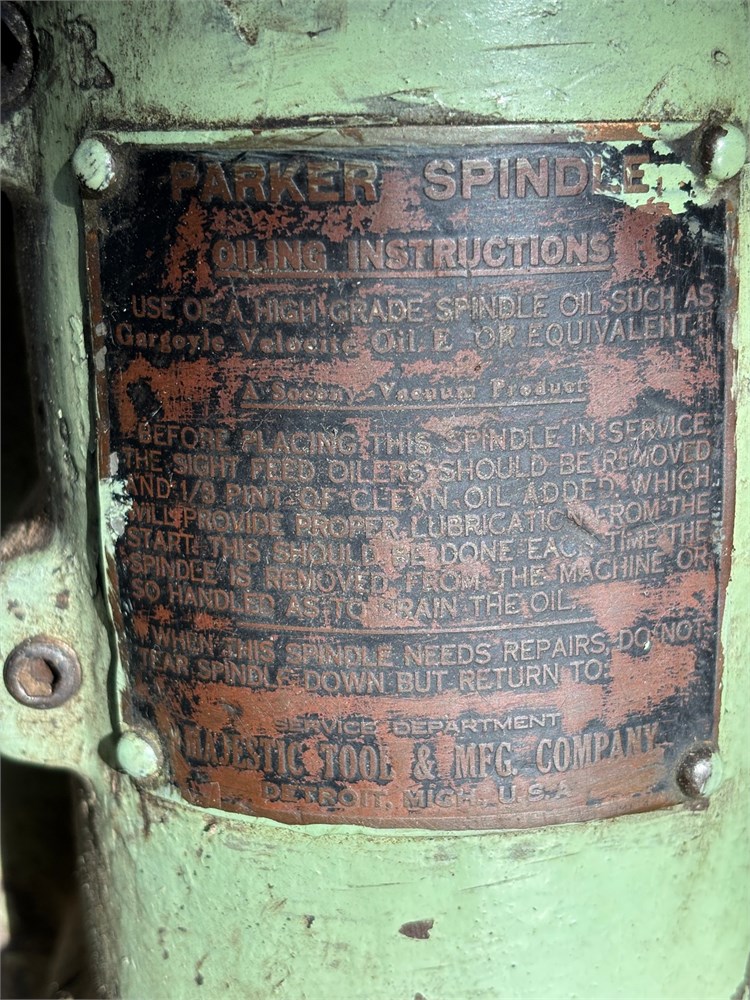 PARKER SPINDLE
OILING INSTRUCTIONS
USE OF A HIGH GRADE SPINDLE OIL SUCH AS
Gargoyle Velocite Oil E OR EQUIVALENT.
A Socony-Vacuum Product
BEFORE PLACING THIS SPINDLE IN SERVICE
THE SIGHT FEED OILERS SHOULD BE REMOVED
AND 1/3 PINT OF CLEAN OIL ADDED, WHICH
WILL PROVIDE PROPER LUBRICATION FROM THE
START. THIS SHOULD BE DONE EACH TIME THE
SPINDLE IS REMOVED FROM THE MACHINE OR
SO HANDLED AS TO DRAIN THE OIL.
WHEN THIS SPINDLE NEEDS REPAIRS, DO NOT
TEAR SPINDLE DOWN BUT RETURN TO:
SERVICE DEPARTMENT
MAJESTIC TOOL & MFG. COMPANY
DETROIT, MICH., U.S.A.